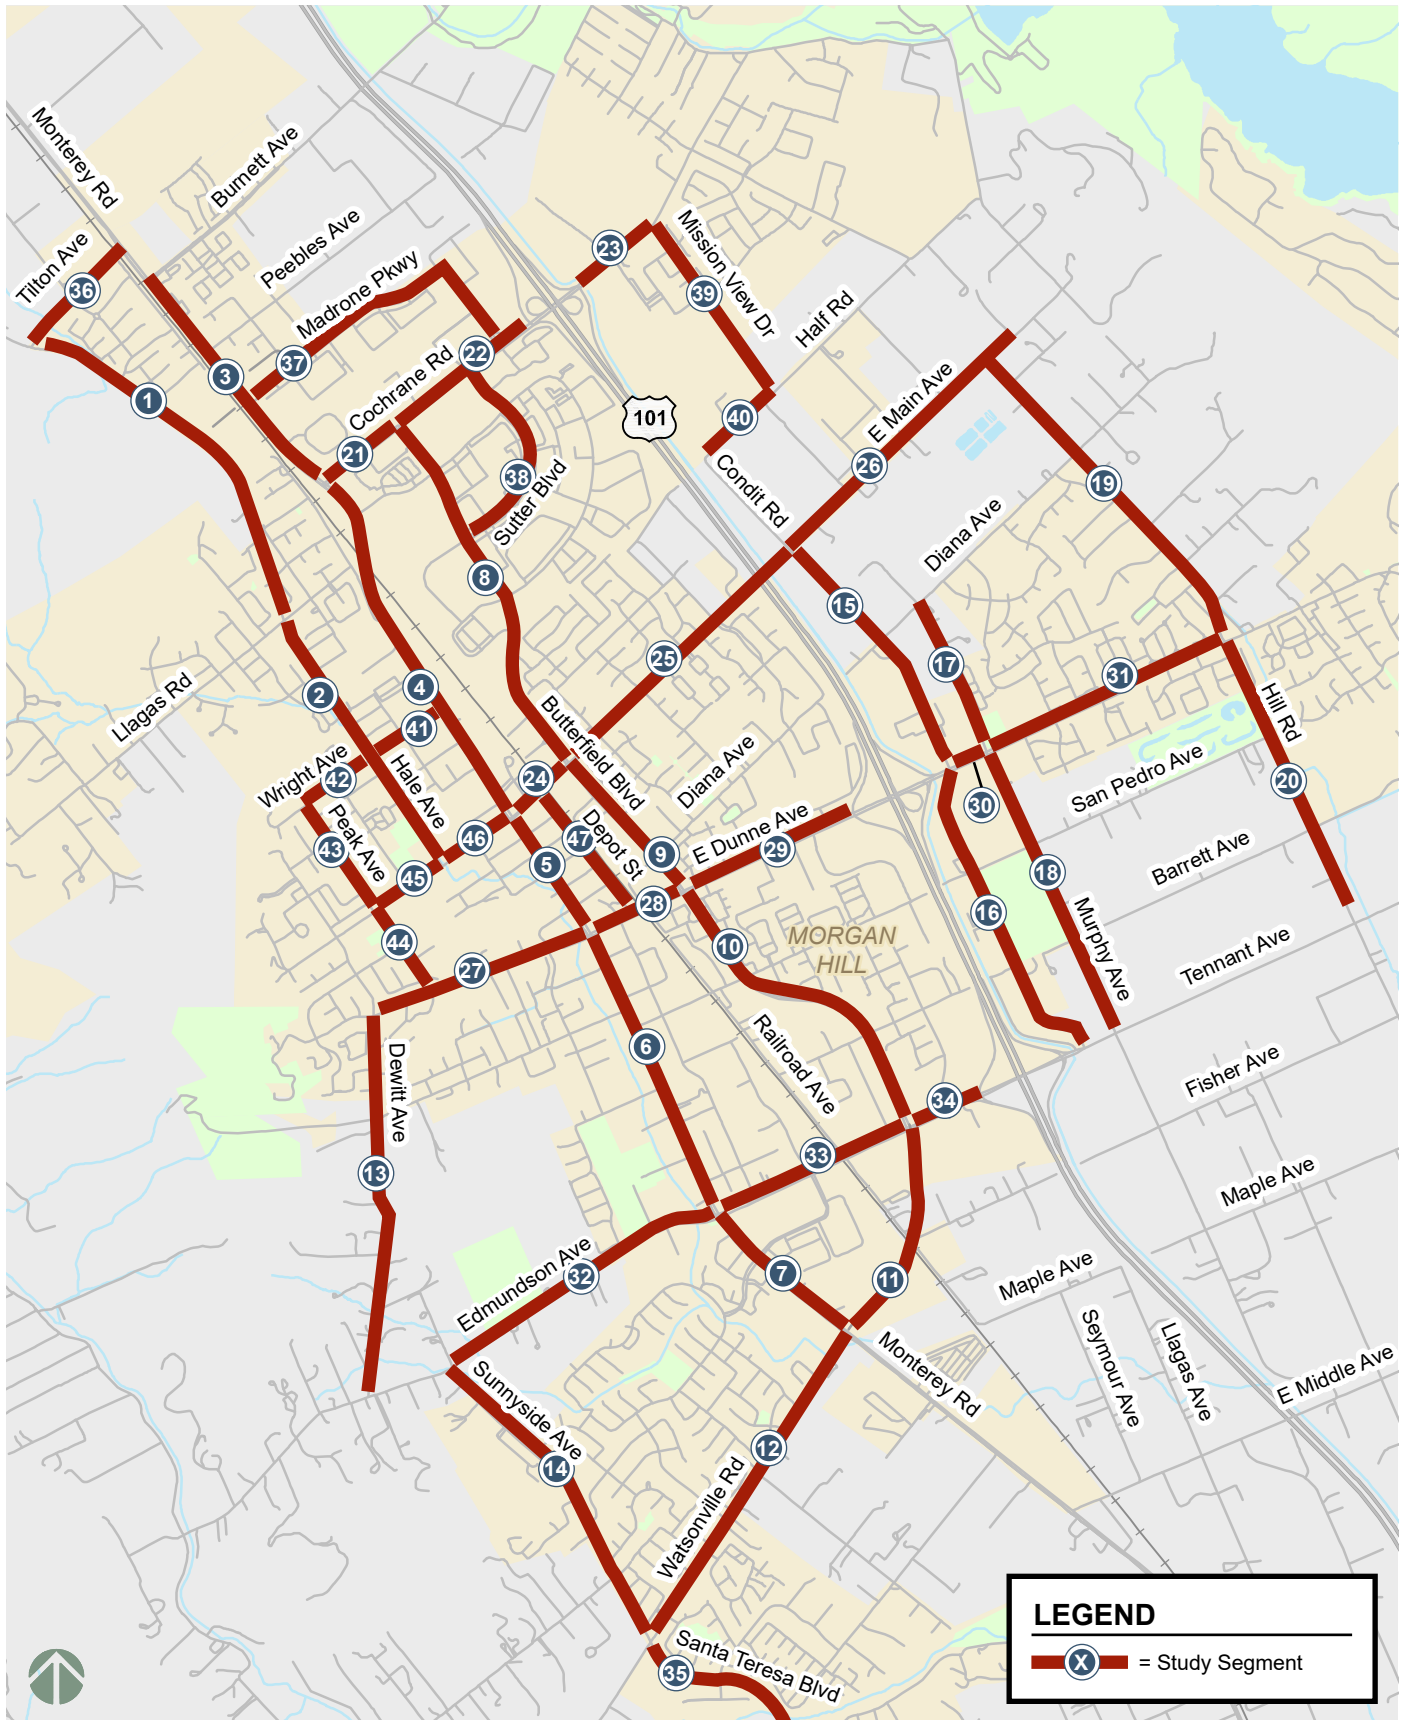 Monterey Rd
Burnett Ave
Tilton Ave
Peebles Ave
Madrone Pkwy
Mission View Dr
23
36
39
Half Rd
37
22
3
1
Cochrane Rd
101
40
E Main Ave
21
26
Condit Rd
38
Sutter Blvd
19
Diana Ave
8
15
25
17
31
Llagas Rd
2
4
41
Hill Rd
Butterfield Blvd
Wright Ave
42
Hale Ave
24
Diana Ave
San Pedro Ave
20
30
Peak Ave
43
46
47
Depot St
E Dunne Ave
29
9
5
45
28
Barrett Ave
18
16
44
10
MORGAN
HILL
Murphy Ave
Tennant Ave
27
6
Railroad Ave
Dewitt Ave
Fisher Ave
34
33
13
Maple Ave
Edmundson Ave
32
7
11
Maple Ave
Seymour Ave
Llagas Ave
Monterey Rd
E Middle Ave
Sunnyside Ave
14
12
Watsonville Rd
Santa Teresa Blvd
35
LEGEND
X = Study Segment